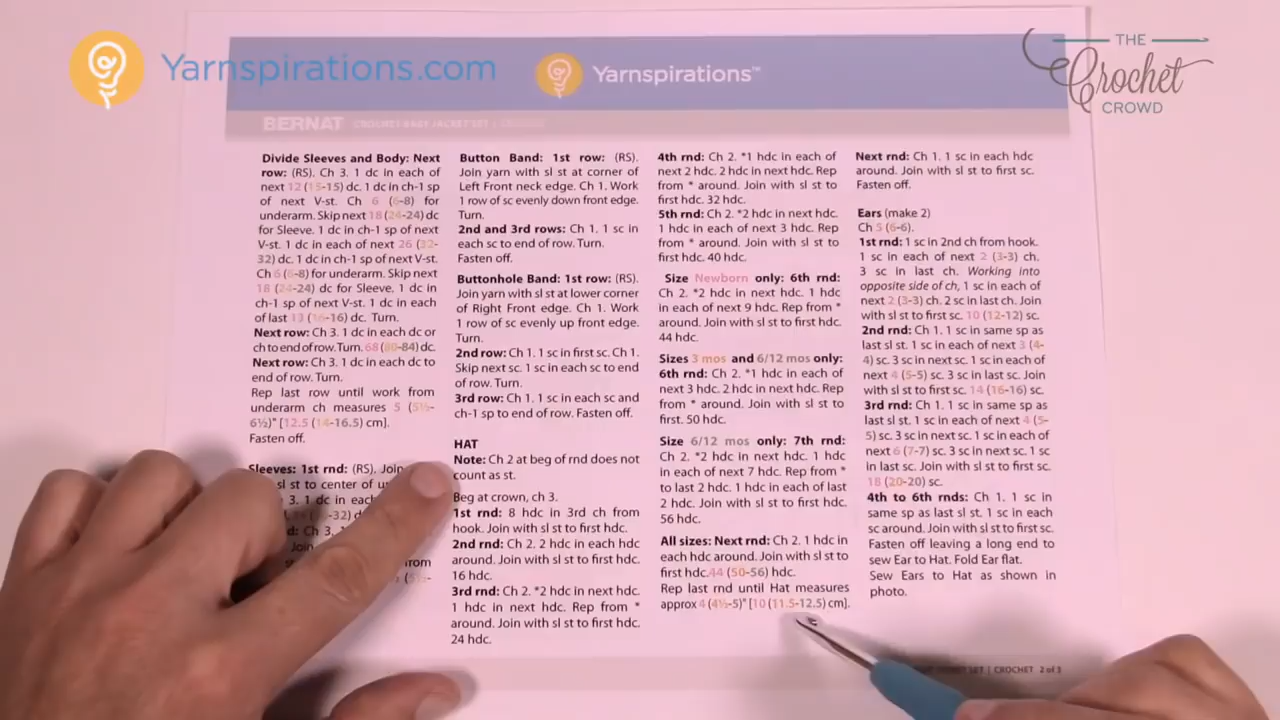 Yarnspirations.com
Yarnspirations™
THE
Crochet
CROWD
BERNAT
Divide Sleeves and Body: Next
row: (RS). Ch 3. 1 dc in each of
next 12 (15-15) dc. 1 dc in ch-1 sp
of next V-st. Ch 6 (6-8) for
underarm. Skip next 18 (24-24) dc
for Sleeve. 1 dc in ch-1 sp of next
V-st. 1 dc in each of next 26 (32-
32) dc. 1 dc in ch-1 sp of next V-st.
Ch 6 (6-8) for underarm. Skip next
18 (24-24) dc for Sleeve. 1 dc in
ch-1 sp of next V-st. 1 dc in each
of last 13 (16-16) dc. Turn.
Next row: Ch 3. 1 dc in each dc or
ch to end of row. Turn. 68 (80-84) dc.
Next row: Ch 3. 1 dc in each dc to
end of row. Turn.
Rep last row until work from
underarm ch measures 5 (5½-
6½)" [12.5 (14-16.5) cm].
Fasten off.
Sleeves: 1st rnd: (RS). Join
sl st to center of
3. 1 dc in each
-32) dc.
Ch 3.
Join
from
(5½-
Button Band: 1st row: (RS).
Join yarn with sl st at corner of
Left Front neck edge. Ch 1. Work
1 row of sc evenly down front edge.
Turn.
2nd and 3rd rows: Ch 1. 1 sc in
each sc to end of row. Turn.
Fasten off.
Buttonhole Band: 1st row: (RS).
Join yarn with sl st at lower corner
of Right Front edge. Ch 1. Work
1 row of sc evenly up front edge.
Turn.
2nd row: Ch 1. 1 sc in first sc. Ch 1.
Skip next sc. 1 sc in each sc to end
of row. Turn.
3rd row: Ch 1. 1 sc in each sc and
ch-1 sp to end of row. Fasten off.
HAT
Note: Ch 2 at beg of rnd does not
count as st.
Beg at crown, ch 3.
1st rnd: 8 hdc in 3rd ch from
hook. Join with sl st to first hdc.
2nd rnd: Ch 2. 2 hdc in each hdc
around. Join with sl st to first hdc.
16 hdc.
3rd rnd: Ch 2. *2 hdc in next hdc.
1 hdc in next hdc. Rep from *
around. Join with sl st to first hdc.
24 hdc.
4th rnd: Ch 2. *1 hdc in each of
next 2 hdc. 2 hdc in next hdc. Rep
from * around. Join with sl st to
first hdc. 32 hdc.
5th rnd: Ch 2. *2 hdc in next hdc.
1 hdc in each of next 3 hdc. Rep
from * around. Join with sl st to
first hdc. 40 hdc.
Size Newborn only: 6th rnd:
Ch 2. *2 hdc in next hdc. 1 hdc
in each of next 9 hdc. Rep from *
around. Join with sl st to first hdc.
44 hdc.
Sizes 3 mos and 6/12 mos only:
6th rnd: Ch 2. *1 hdc in each of
next 3 hdc. 2 hdc in next hdc. Rep
from * around. Join with sl st to
first. 50 hdc.
Size 6/12 mos only: 7th rnd:
Ch 2. *2 hdc in next hdc. 1 hdc
in each of next 7 hdc. Rep from *
to last 2 hdc. 1 hdc in each of last
2 hdc. Join with sl st to first hdc.
56 hdc.
All sizes: Next rnd: Ch 2. 1 hdc in
each hdc around. Join with sl st to
first hdc. 44 (50-56) hdc.
Rep last rnd until Hat measures
approx 4 (4½-5)" [10 (11.5-12.5) cm].
Next rnd: Ch 1. 1 sc in each hdc
around. Join with sl st to first sc.
Fasten off.
Ears (make 2)
Ch 5 (6-6).
1st rnd: 1 sc in 2nd ch from hook.
1 sc in each of next 2 (3-3) ch.
3 sc in last ch. Working into
opposite side of ch, 1 sc in each of
next 2 (3-3) ch. 2 sc in last ch. Join
with sl st to first sc. 10 (12-12) sc.
2nd rnd: Ch 1. 1 sc in same sp as
last sl st. 1 sc in each of next 3 (4-
4) sc. 3 sc in next sc. 1 sc in each of
next 4 (5-5) sc. 3 sc in last sc. Join
with sl st to first sc. 14 (16-16) sc.
3rd rnd: Ch 1. 1 sc in same sp as
last sl st. 1 sc in each of next 4 (5-
5) sc. 3 sc in next sc. 1 sc in each of
next 6 (7-7) sc. 3 sc in last sc.
in last sc. Join with sl st to first sc.
18 (20-20) sc.
4th to 6th rnds: Ch 1. 1 sc in
same sp as last sl st. 1 sc in each
sc around. Join with sl st to first sc.
Fasten off leaving a long end to
sew Ear to Hat. Fold Ear flat.
Sew Ears to Hat as shown in
photo.
SET | CROCHET 2 of 3